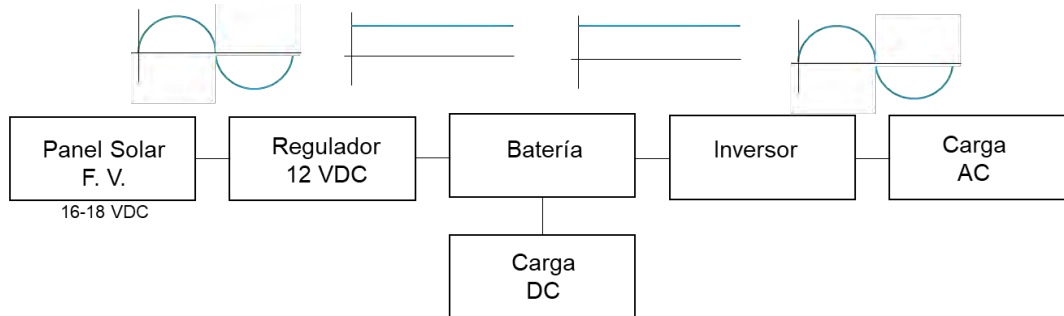 Panel Solar
F. V.
16-18 VDC
Regulador
12 VDC
Batería
Inversor
Carga
AC
Carga
DC